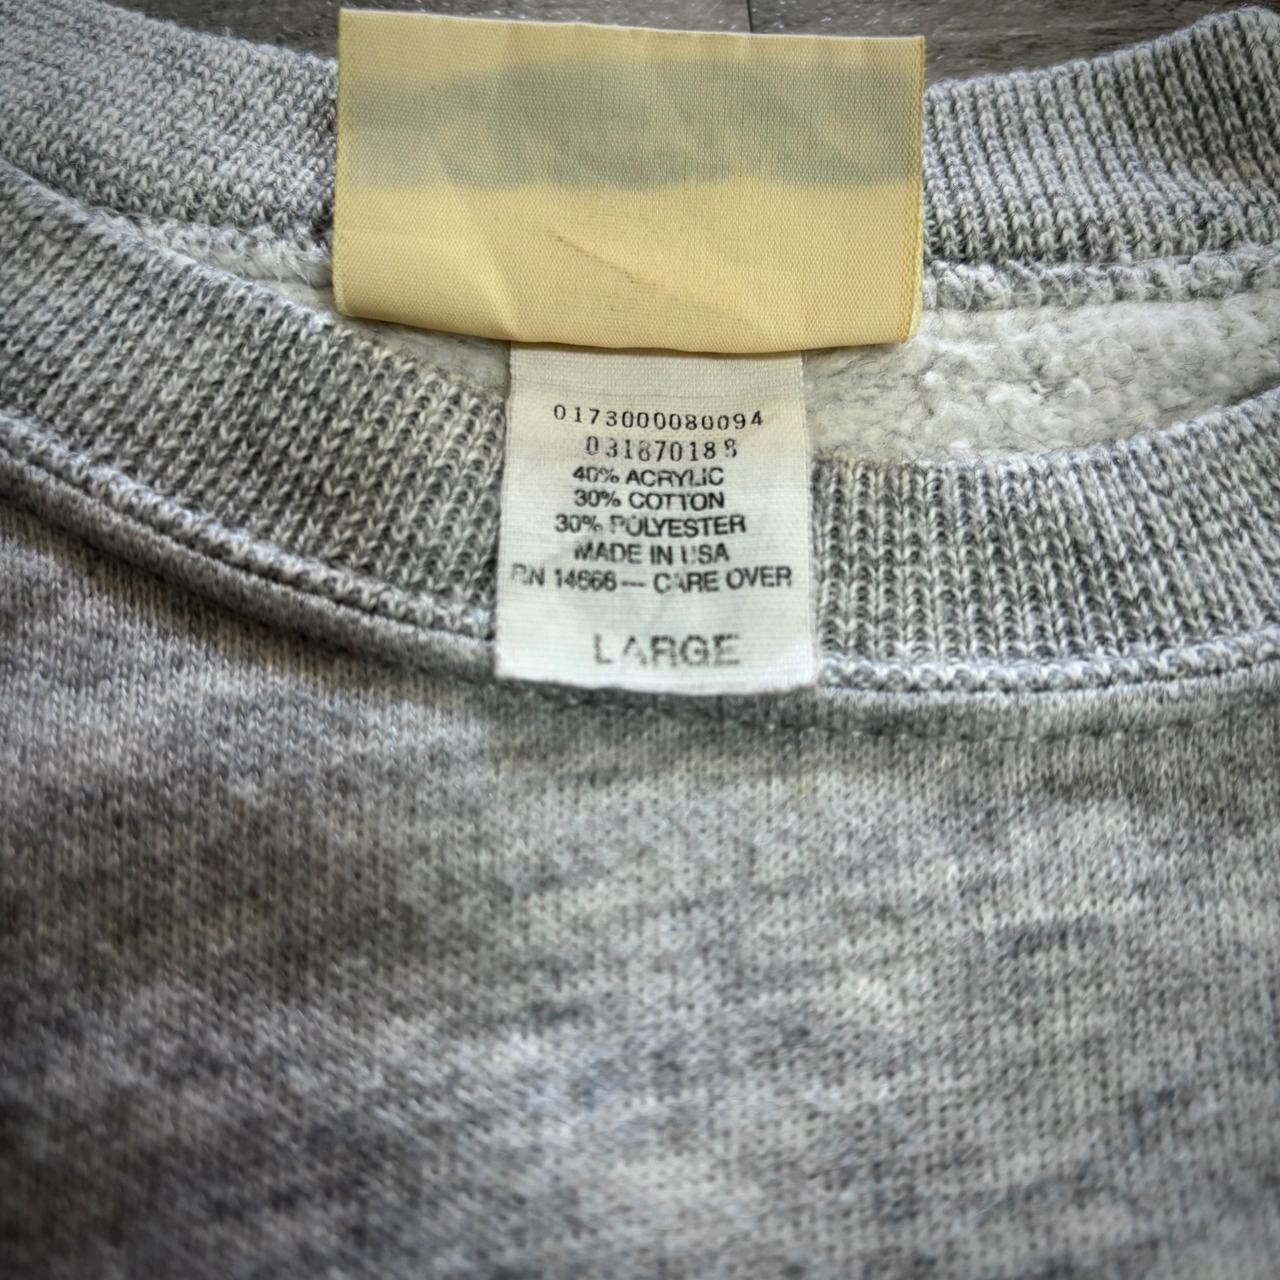 0173000080094
031870188
40% ACRYLIC
30% COTTON
30% POLYESTER
MADE IN USA
RN 14666 — CARE OVER
LARGE